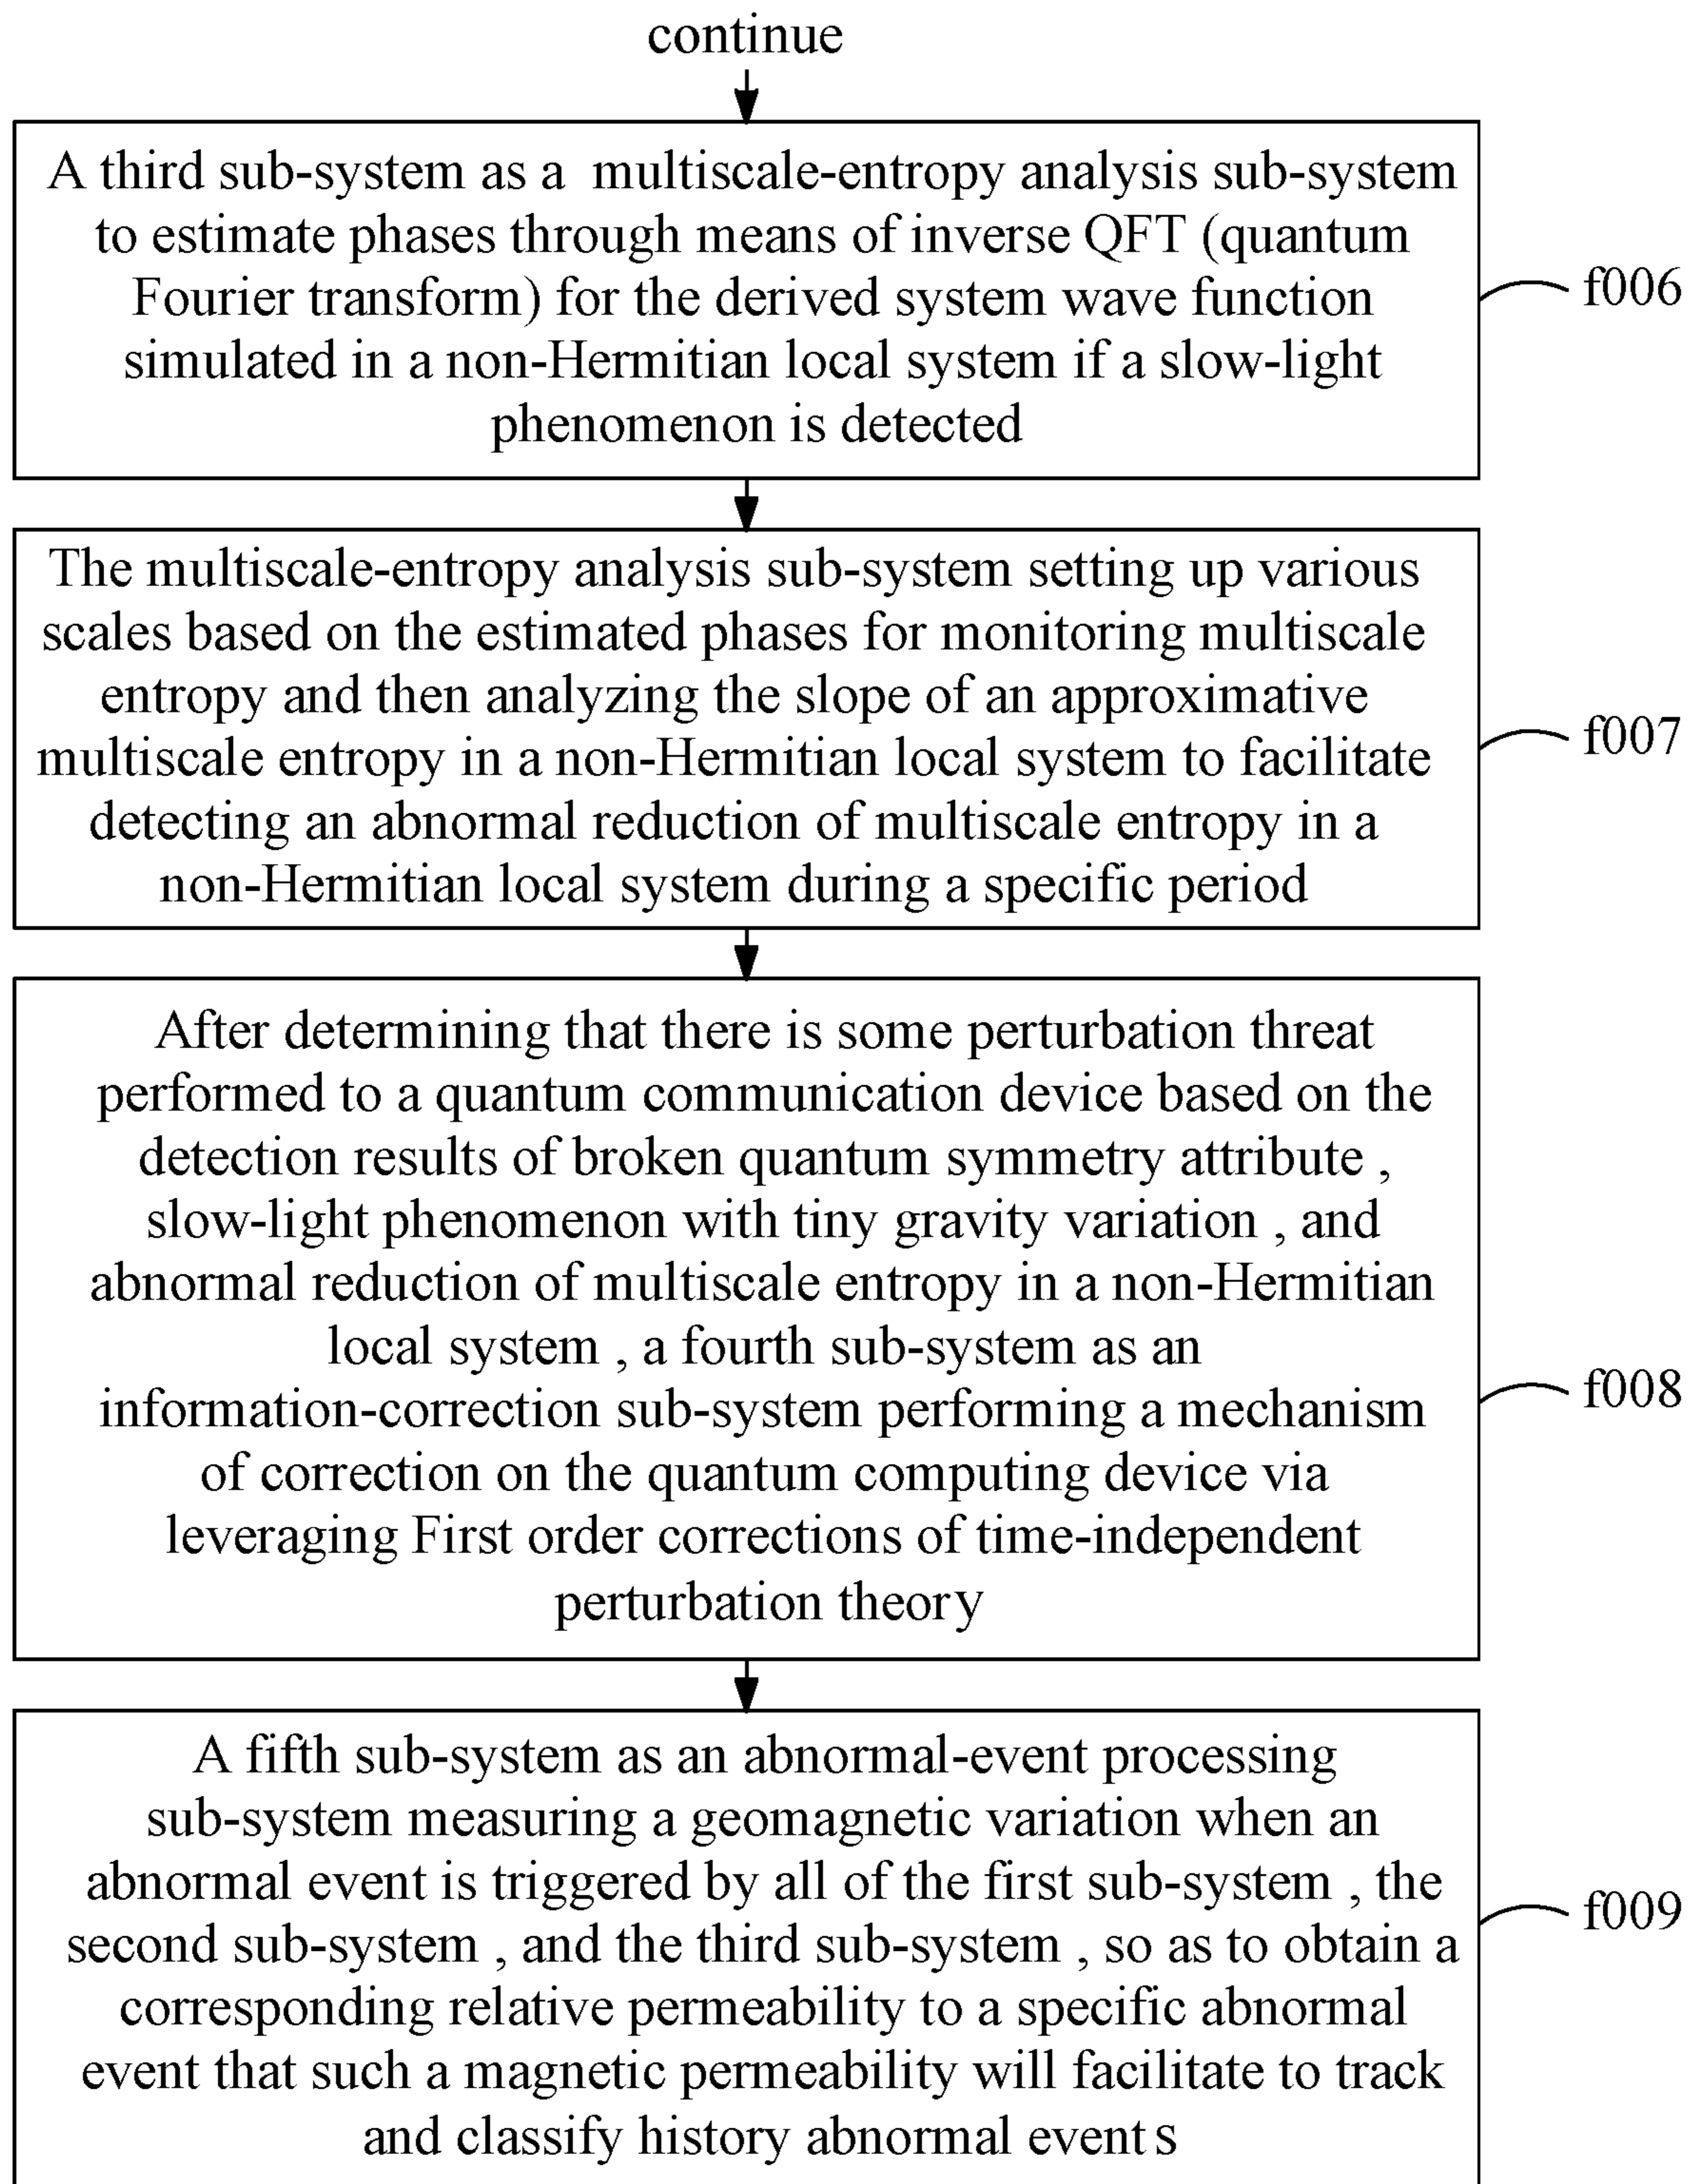 continue
A third sub-system as a multiscale-entropy analysis sub-system
to estimate phases through means of inverse QFT (quantum
Fourier transform) for the derived system wave function
simulated in a non-Hermitian local system if a slow-light
phenomenon is detected
f006
The multiscale-entropy analysis sub-system setting up various
scales based on the estimated phases for monitoring multiscale
entropy and then analyzing the slope of an approximative
multiscale entropy in a non-Hermitian local system to facilitate
detecting an abnormal reduction of multiscale entropy in a
non-Hermitian local system during a specific period
f007
After determining that there is some perturbation threat
performed to a quantum communication device based on the
detection results of broken quantum symmetry attribute ,
slow-light phenomenon with tiny gravity variation , and
abnormal reduction of multiscale entropy in a non-Hermitian
local system , a fourth sub-system as an
information-correction sub-system performing a mechanism
of correction on the quantum computing device via
leveraging First order corrections of time-independent
perturbation theory
f008
A fifth sub-system as an abnormal-event processing
sub-system measuring a geomagnetic variation when an
abnormal event is triggered by all of the first sub-system , the
second sub-system , and the third sub-system , so as to obtain a
corresponding relative permeability to a specific abnormal
event that such a magnetic permeability will facilitate to track
and classify history abnormal events
f009